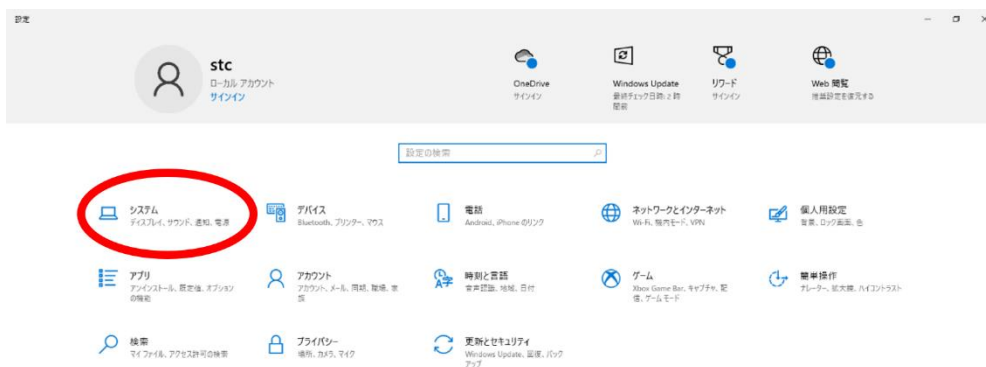 設定
stc
ローカル アカウント
サインイン
OneDrive
サインイン
Windows Update
最終チェック日時: 2 時
間前
リワード
サインイン
Web 閲覧
推奨設定を復元する
設定の検索
システム
ディスプレイ、サウンド、通知、電源
デバイス
Bluetooth、プリンター、マウス
電話
Android、iPhone のリンク
ネットワークとインターネット
Wi-Fi、機内モード、VPN
個人用設定
背景、ロック画面、色
アプリ
アンインストール、既定値、オプション
の機能
アカウント
アカウント、メール、同期、職場、家
族
時刻と言語
音声認識、地域、日付
ゲーム
Xbox Game Bar、キャプチャ、配
信、ゲーム モード
簡単操作
ナレーター、拡大鏡、ハイコントラスト
検索
マイ ファイル、アクセス許可の検索
プライバシー
場所、カメラ、マイク
更新とセキュリティ
Windows Update、回復、バック
アップ